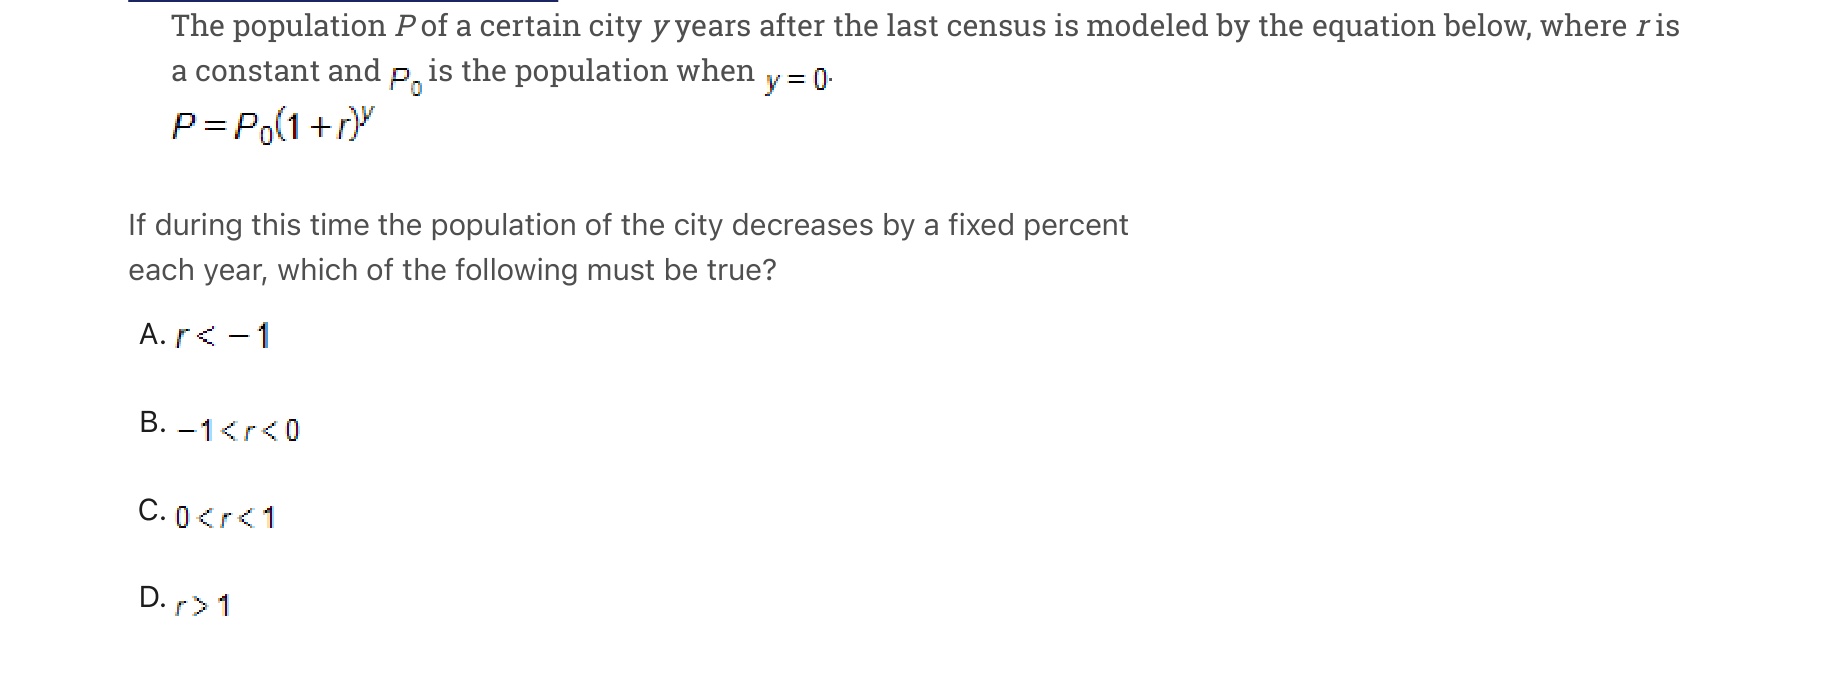 The population P of a certain city y years after the last census is modeled by the equation below, where r is
a constant and P₀ is the population when y = 0.
P = P₀(1 + r)ʸ
If during this time the population of the city decreases by a fixed percent
each year, which of the following must be true?
A. r < − 1
B. −1 < r < 0
C. 0 < r < 1
D. r > 1